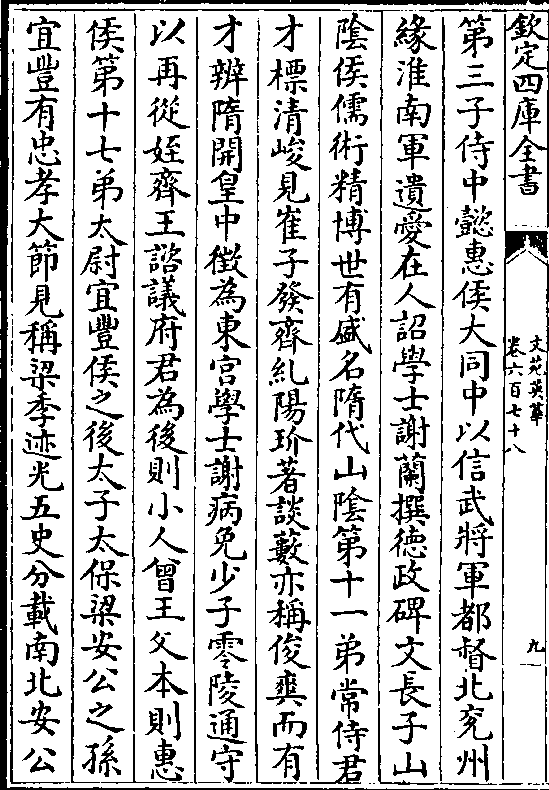 欽定四庫全書
文苑英華
卷六百七十八
九
第三子侍中懿惠侯大同中以信武將軍都督北兖州
緣淮南軍遺愛在人詔學士謝蘭撰德政碑文長子山
陰侯儒術精博世有盛名隋代山陰第十一弟常侍君
才標清峻見崔子發齊紀陽玠著談藪亦稱俊爽而有
才辨隋開皇中徴為東宫學士謝病免少子零陵通守
以再從姪齊王諮議府君為後則小人曾王父本則惠
侯第十七弟太尉宜豐侯之後太子太保梁安公之孫
宜豐有忠孝大節見稱梁季迹光五史分載南北安公